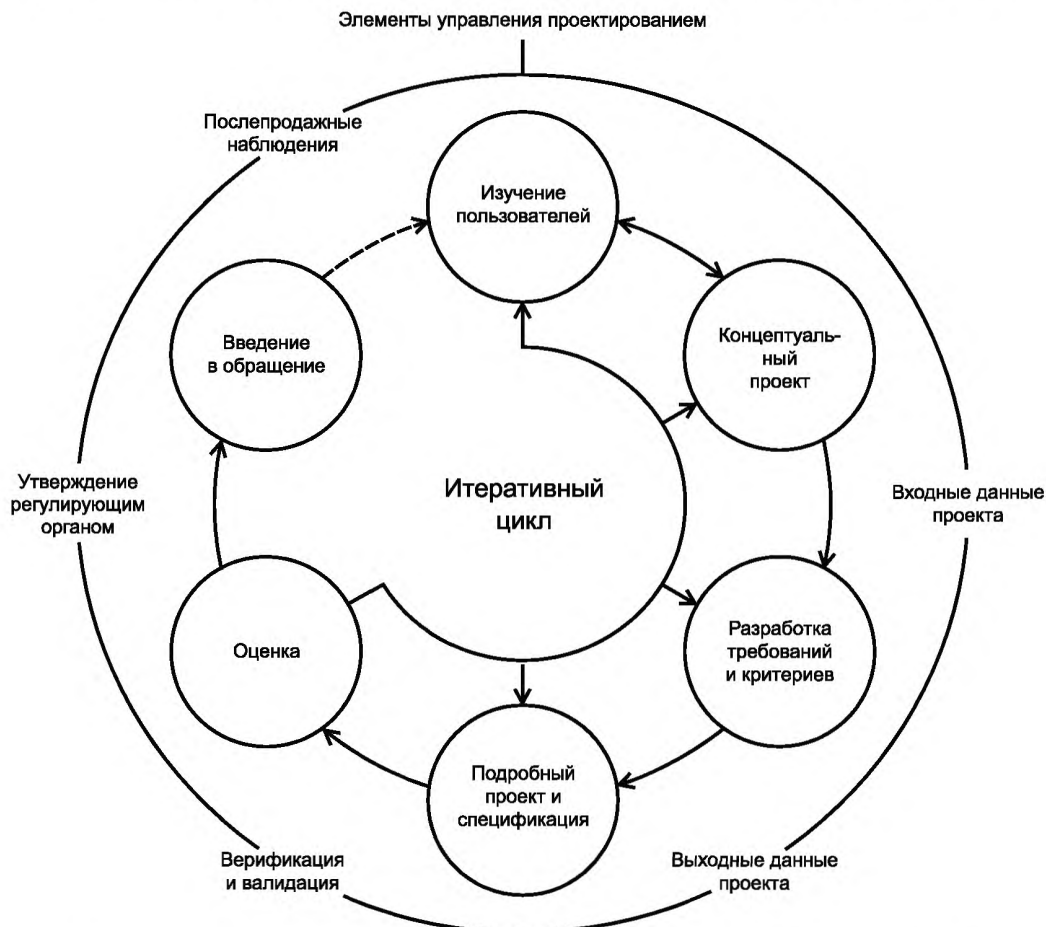 Элементы управления проектированием
Послепродажные
наблюдения
Изучение
пользователей
Введение
в обращение
Концептуаль-
ный
проект
Утверждение
регулирующим
органом
Итеративный
цикл
Входные данные
проекта
Оценка
Разработка
требований
и критериев
Подробный
проект и
спецификация
Верификация
и валидация
Выходные данные
проекта